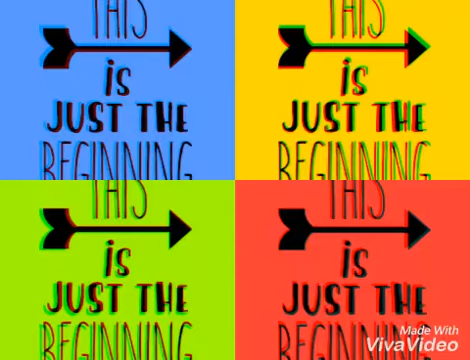 THIS
is
JUST THE
BEGINNING
THIS
is
JUST THE
BEGINNING
THIS
is
JUST THE
BEGINNING
THIS
is
JUST THE
BEGINNING
Made With
VivaVideo